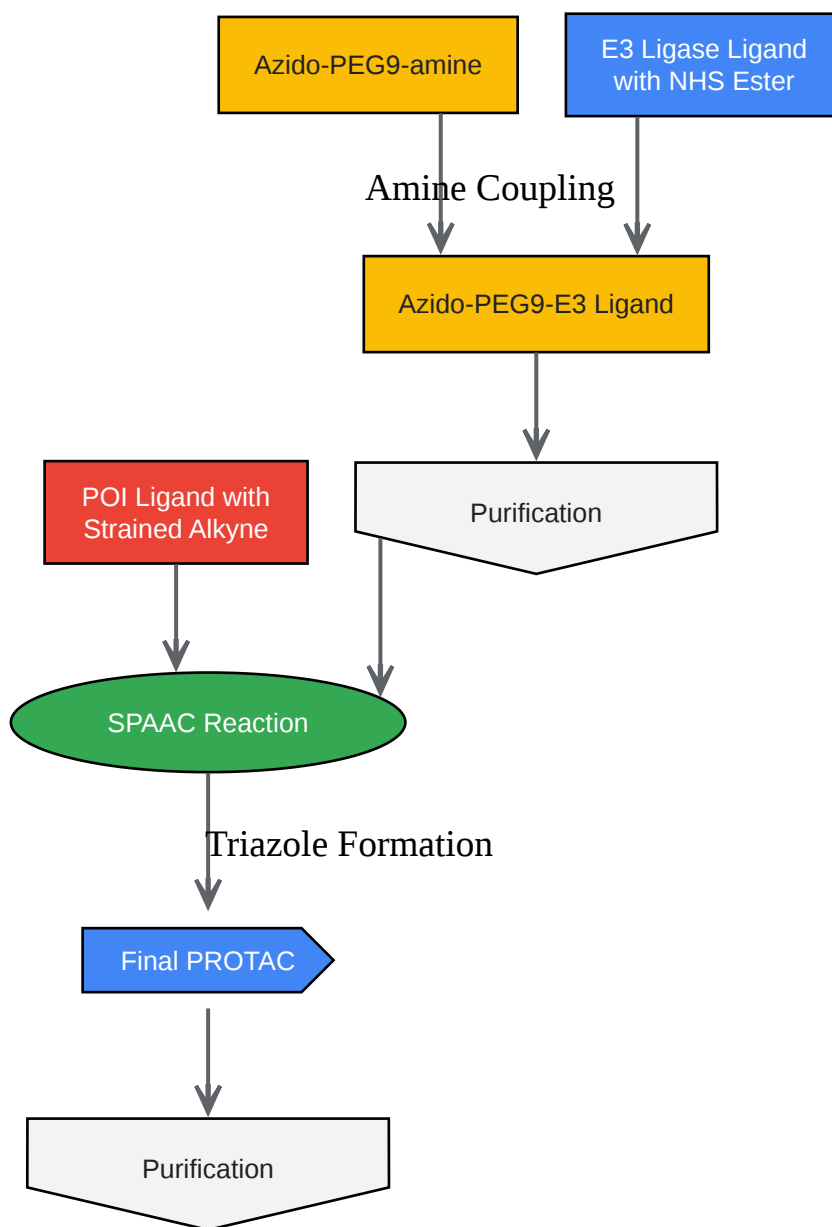 Azido-PEG9-amine
E3 Ligase Ligand
with NHS Ester
Amine Coupling
Azido-PEG9-E3 Ligand
POI Ligand with
Strained Alkyne
Purification
SPAAC Reaction
Triazole Formation
Final PROTAC
Purification